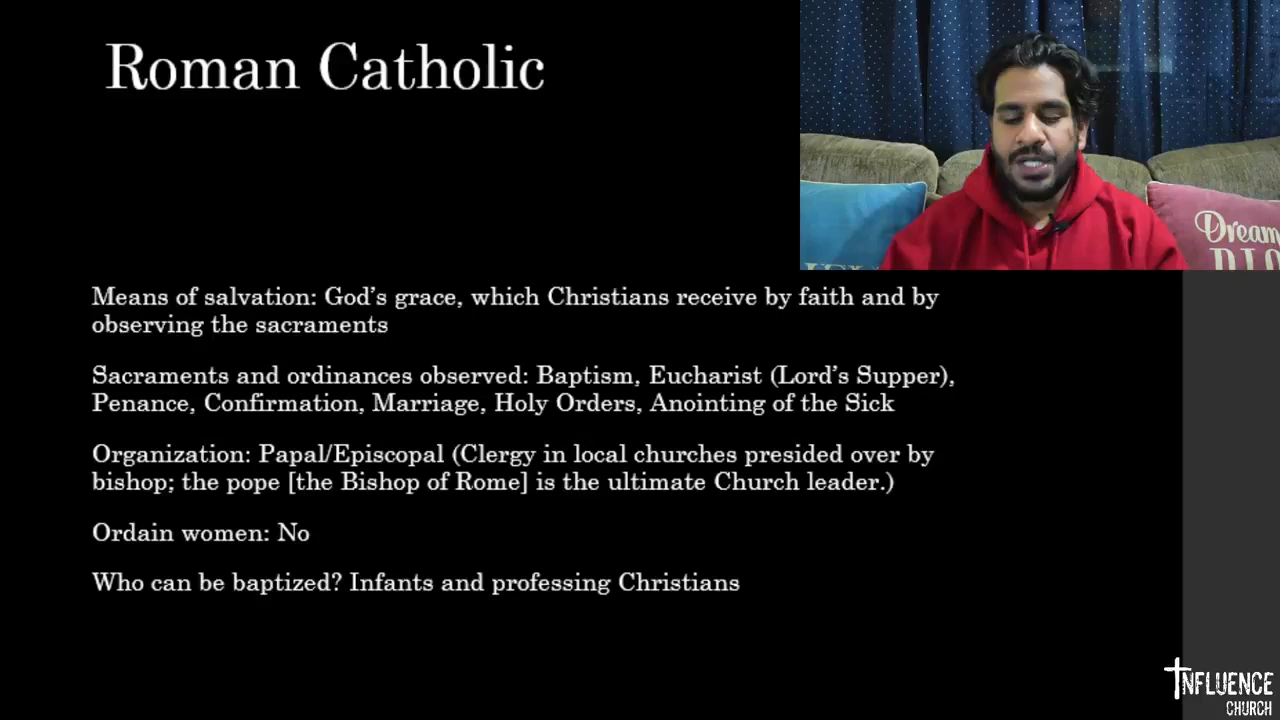 Roman Catholic
Dream
Means of salvation: God's grace, which Christians receive by faith and by
observing the sacraments
Sacraments and ordinances observed: Baptism, Eucharist (Lord's Supper),
Penance, Confirmation, Marriage, Holy Orders, Anointing of the Sick
Organization: Papal/Episcopal (Clergy in local churches presided over by
bishop; the pope [the Bishop of Rome] is the ultimate Church leader.)
Ordain women: No
Who can be baptized? Infants and professing Christians
INFLUENCE
CHURCH